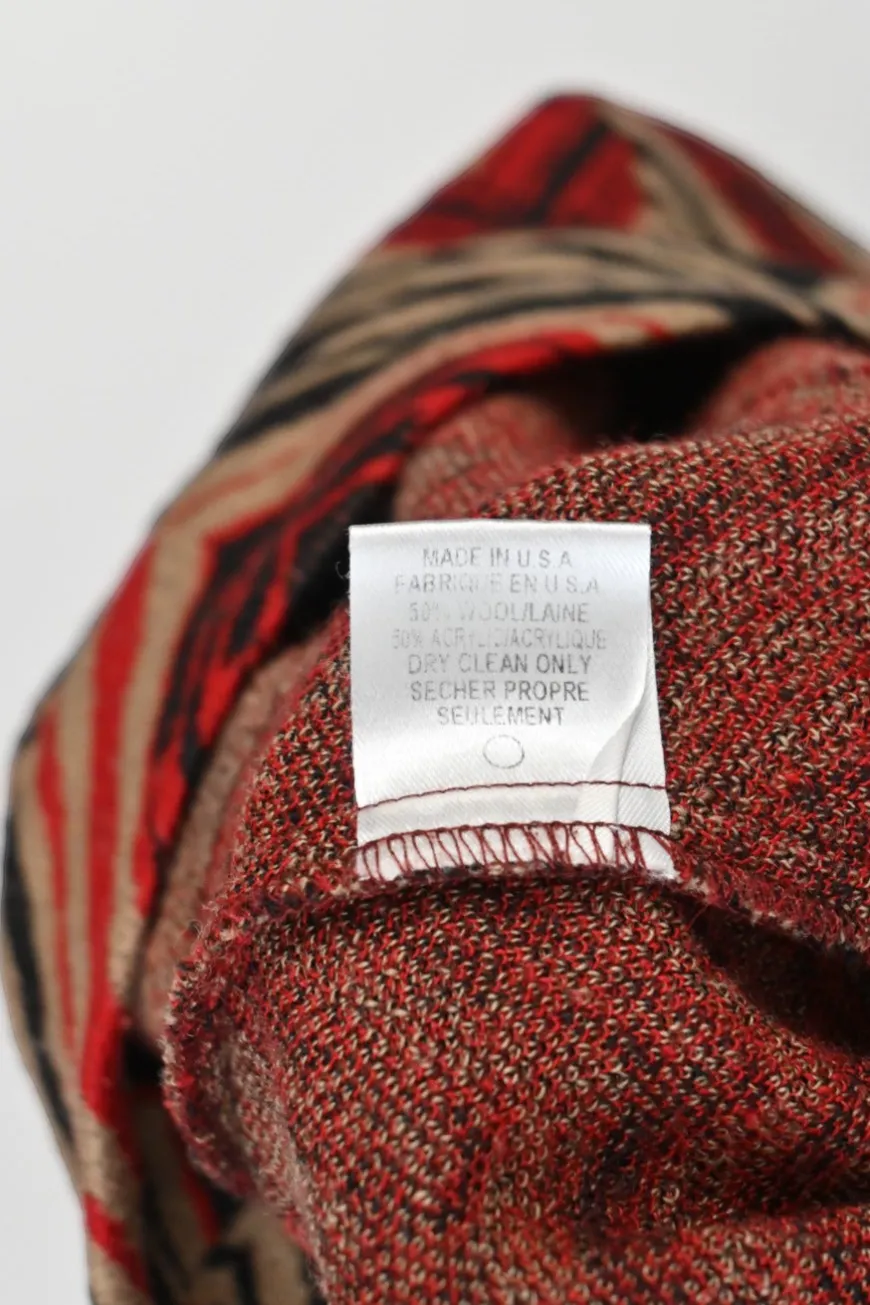 MADE IN U.S.A.
FABRIQUE EN U.S.A.
50% WOOL/LAINE
50% ACRYLIC/ACRYLIQUE
DRY CLEAN ONLY
SECHER PROPRE
SEULEMENT